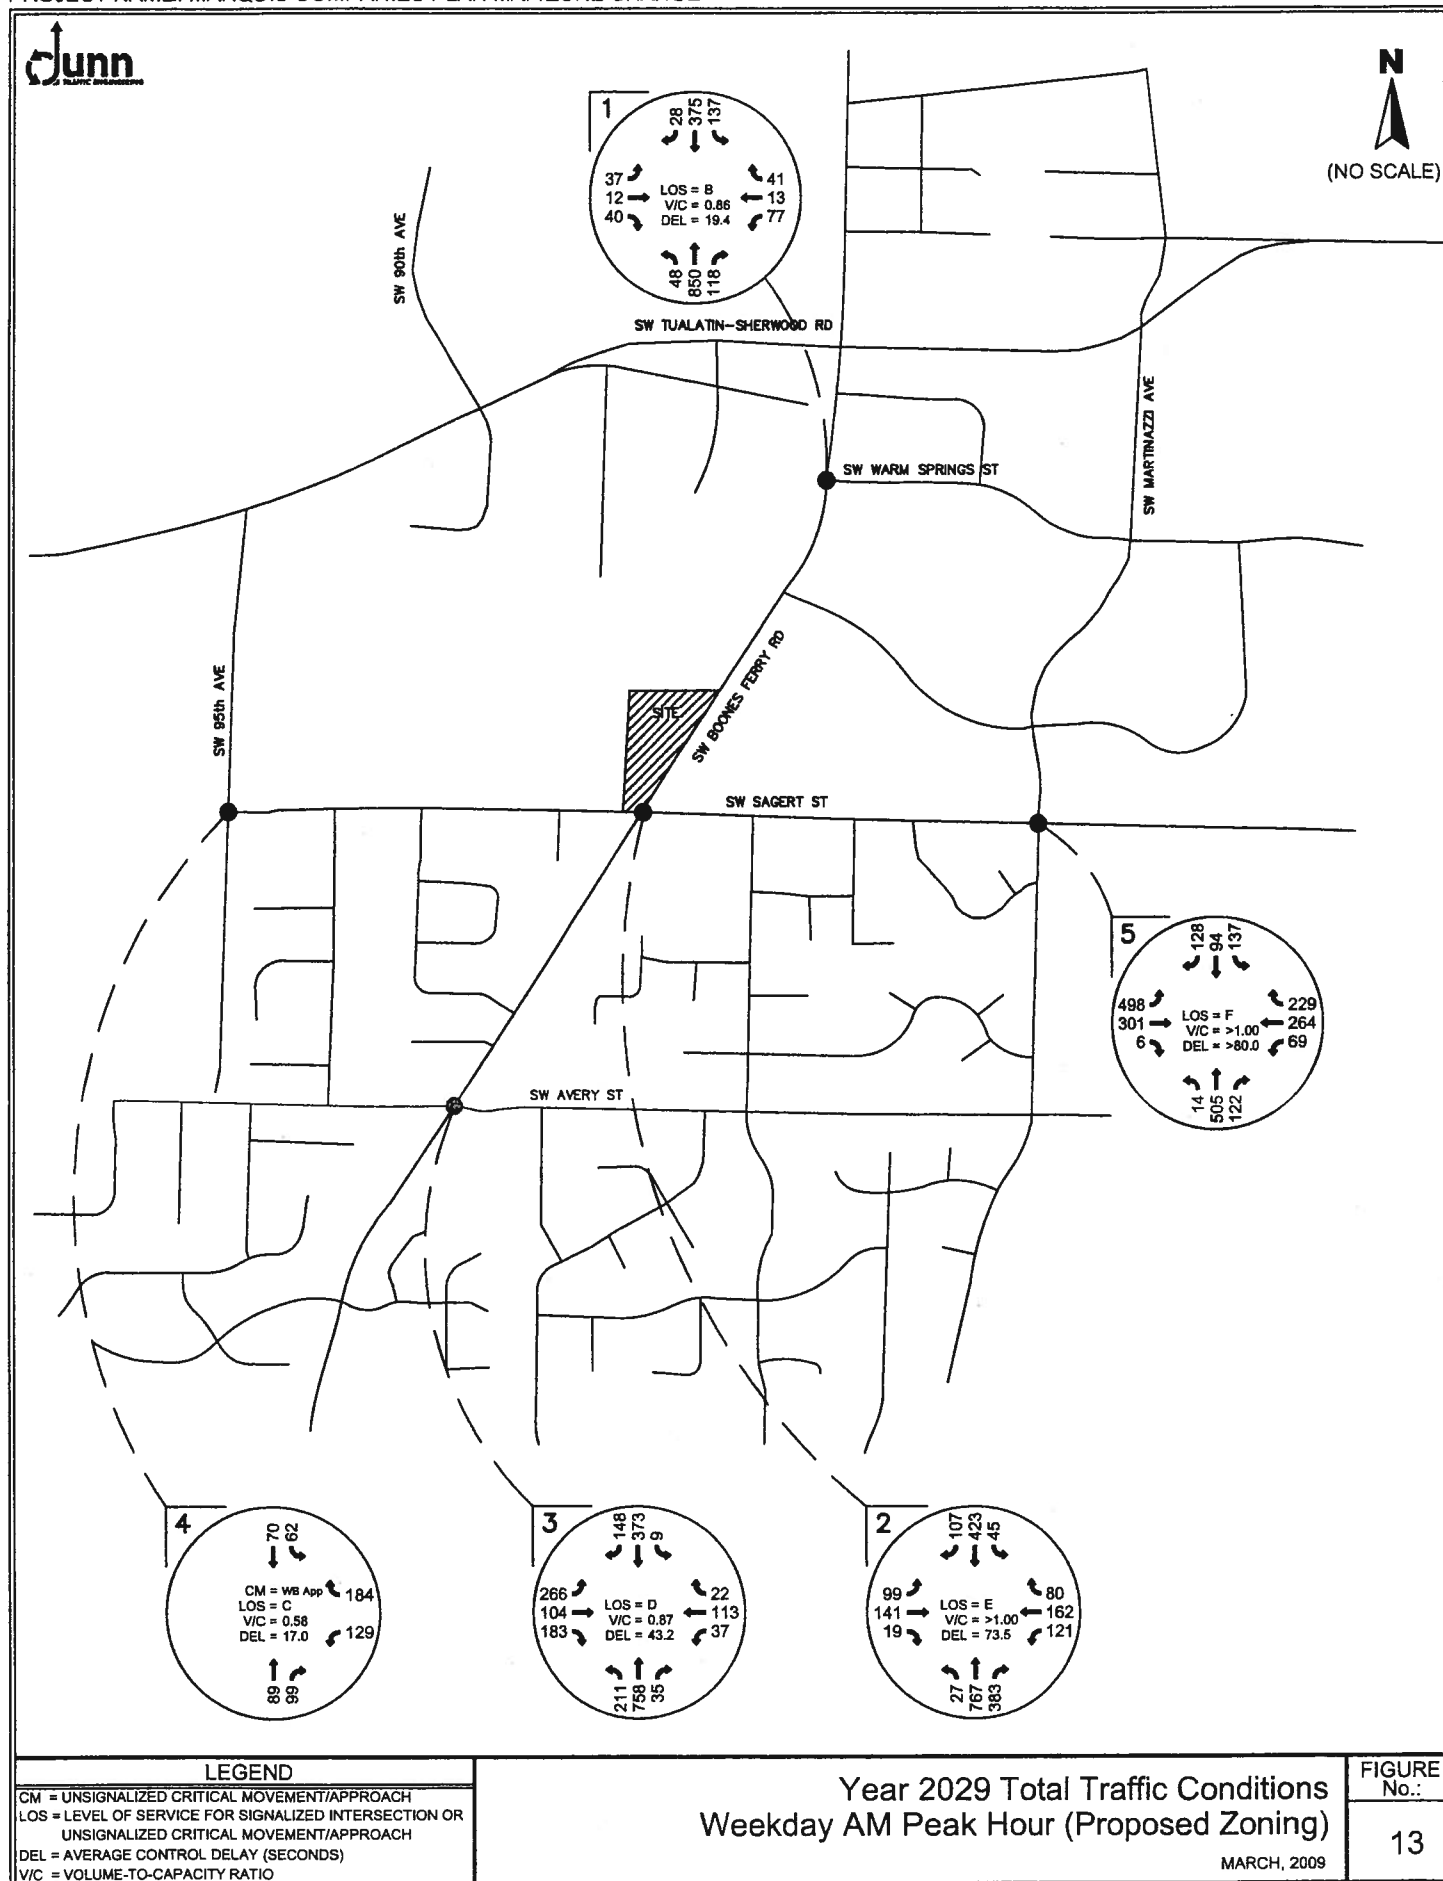 Junn
TRAFFIC ENGINEERING
N
(NO SCALE)
1
28 375 137
37
12
40
LOS = B
V/C = 0.86
DEL = 19.4
41
13
77
48 850 118
SW 90th AVE
SW TUALATIN-SHERWOOD RD
SW MARTINAZZI AVE
SW WARM SPRINGS ST
SW BOONES FERRY RD
SW 95th AVE
SITE
SW SAGERT ST
5
128 94 137
498
301
6
LOS = F
V/C = >1.00
DEL = >80.0
229
264
69
14 505 122
SW AVERY ST
4
70 62
CM = WB App
LOS = C
V/C = 0.58
DEL = 17.0
184
129
89 99
3
148 373 9
266
104
183
LOS = D
V/C = 0.87
DEL = 43.2
22
113
37
211 758 35
2
107 423 45
99
141
19
LOS = E
V/C = >1.00
DEL = 73.5
80
162
121
27 767 383
LEGEND
CM = UNSIGNALIZED CRITICAL MOVEMENT/APPROACH
LOS = LEVEL OF SERVICE FOR SIGNALIZED INTERSECTION OR
UNSIGNALIZED CRITICAL MOVEMENT/APPROACH
DEL = AVERAGE CONTROL DELAY (SECONDS)
V/C = VOLUME-TO-CAPACITY RATIO
Year 2029 Total Traffic Conditions
Weekday AM Peak Hour (Proposed Zoning)
MARCH, 2009
FIGURE
No.:
13